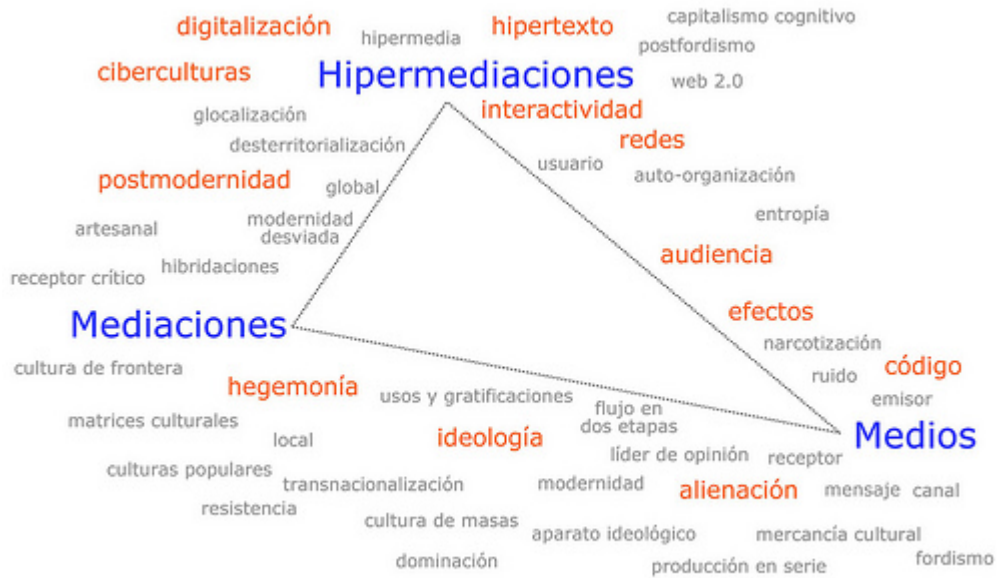 capitalismo cognitivo
digitalización
hipermedia
hipertexto
postfordismo
ciberculturas
Hipermediaciones
web 2.0
glocalización
interactividad
desterritorialización
redes
usuario
postmodernidad
global
auto-organización
artesanal
modernidad
desviada
entropía
receptor crítico
hibridaciones
audiencia
Mediaciones
efectos
narcotización
cultura de frontera
hegemonía
usos y gratificaciones
ruido
código
matrices culturales
flujo en
dos etapas
emisor
local
ideología
líder de opinión
receptor
Medios
culturas populares
transnacionalización
modernidad
alienación
mensaje
canal
resistencia
cultura de masas
aparato ideológico
mercancía cultural
dominación
producción en serie
fordismo